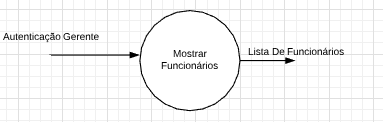 Autenticação Gerente
Mostrar
Funcionários
Lista De Funcionários